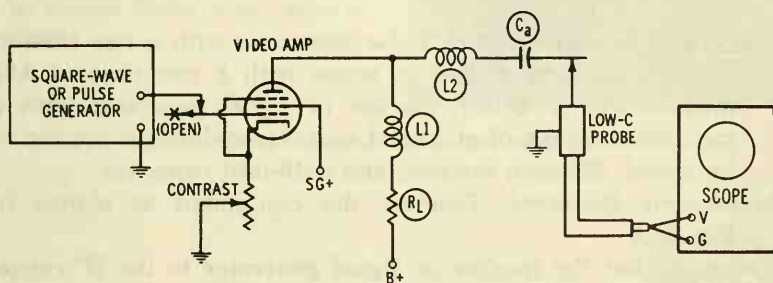 SQUARE-WAVE
OR PULSE
GENERATOR
(OPEN)
VIDEO AMP
CONTRAST
SG+
L1
RL
B+
L2
Ca
LOW-C
PROBE
SCOPE
V
G